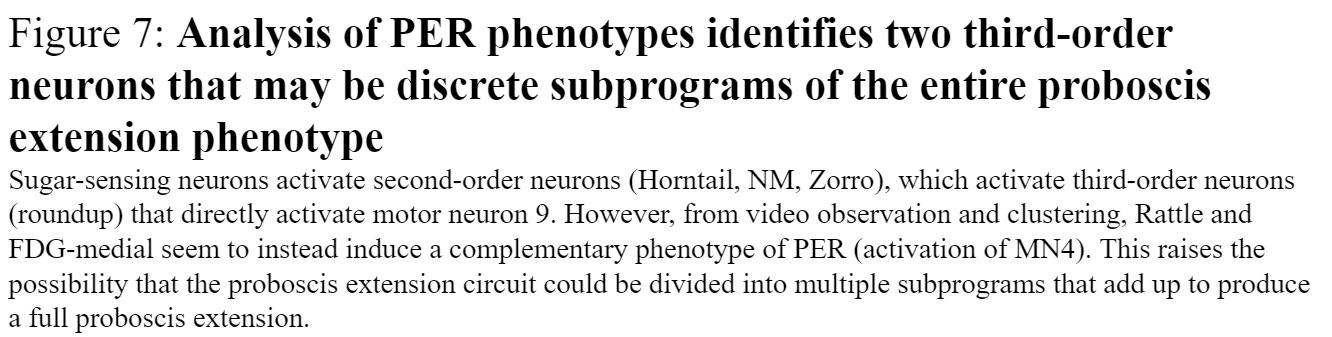 Figure 7: Analysis of PER phenotypes identifies two third-order
neurons that may be discrete subprograms of the entire proboscis
extension phenotype
Sugar-sensing neurons activate second-order neurons (Horntail, NM, Zorro), which activate third-order neurons
(roundup) that directly activate motor neuron 9. However, from video observation and clustering, Rattle and
FDG-medial seem to instead induce a complementary phenotype of PER (activation of MN4). This raises the
possibility that the proboscis extension circuit could be divided into multiple subprograms that add up to produce
a full proboscis extension.